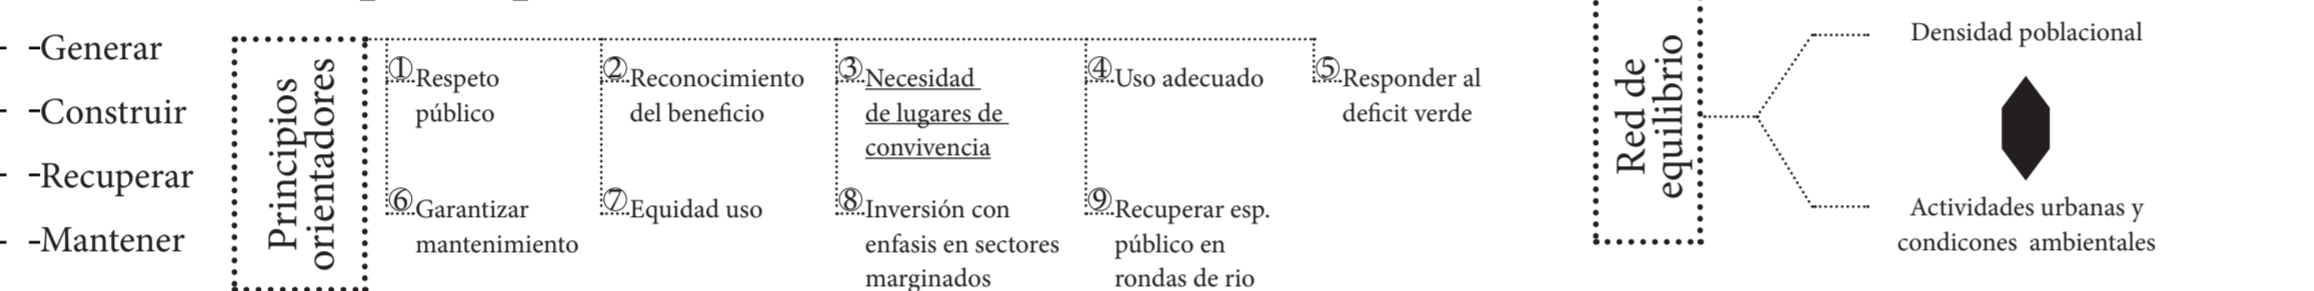 -Generar
-Construir
-Recuperar
-Mantener
Principios
orientadores
①Respeto
público
②Reconocimiento
del beneficio
③Necesidad
de lugares de
convivencia
④Uso adecuado
⑤Responder al
deficit verde
⑥Garantizar
mantenimiento
⑦Equidad uso
⑧Inversión con
enfasis en sectores
marginados
⑨Recuperar esp.
público en
rondas de rio
Red de
equilibrio
Densidad poblacional
Actividades urbanas y
condicones ambientales